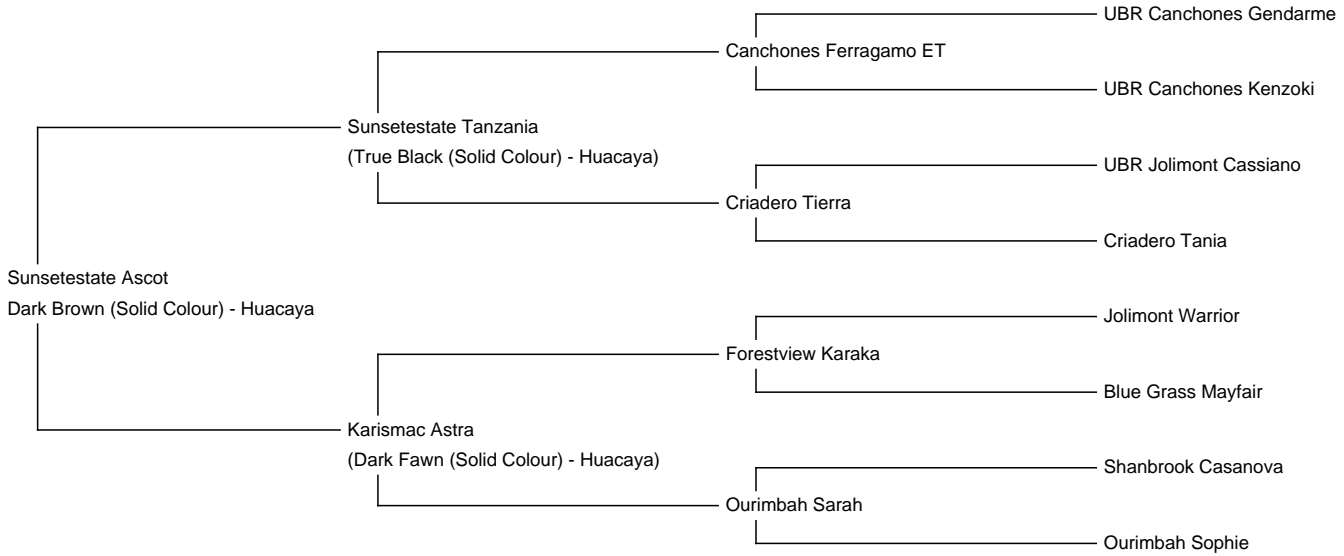 UBR Canchones Gendarme
Canchones Ferragamo ET
UBR Canchones Kenzoki
Sunsetestate Tanzania
(True Black (Solid Colour) - Huacaya)
UBR Jolimont Cassiano
Criadero Tierra
Criadero Tania
Sunsetestate Ascot
Dark Brown (Solid Colour) - Huacaya
Jolimont Warrior
Forestview Karaka
Blue Grass Mayfair
Karismac Astra
(Dark Fawn (Solid Colour) - Huacaya)
Shanbrook Casanova
Ourimbah Sarah
Ourimbah Sophie